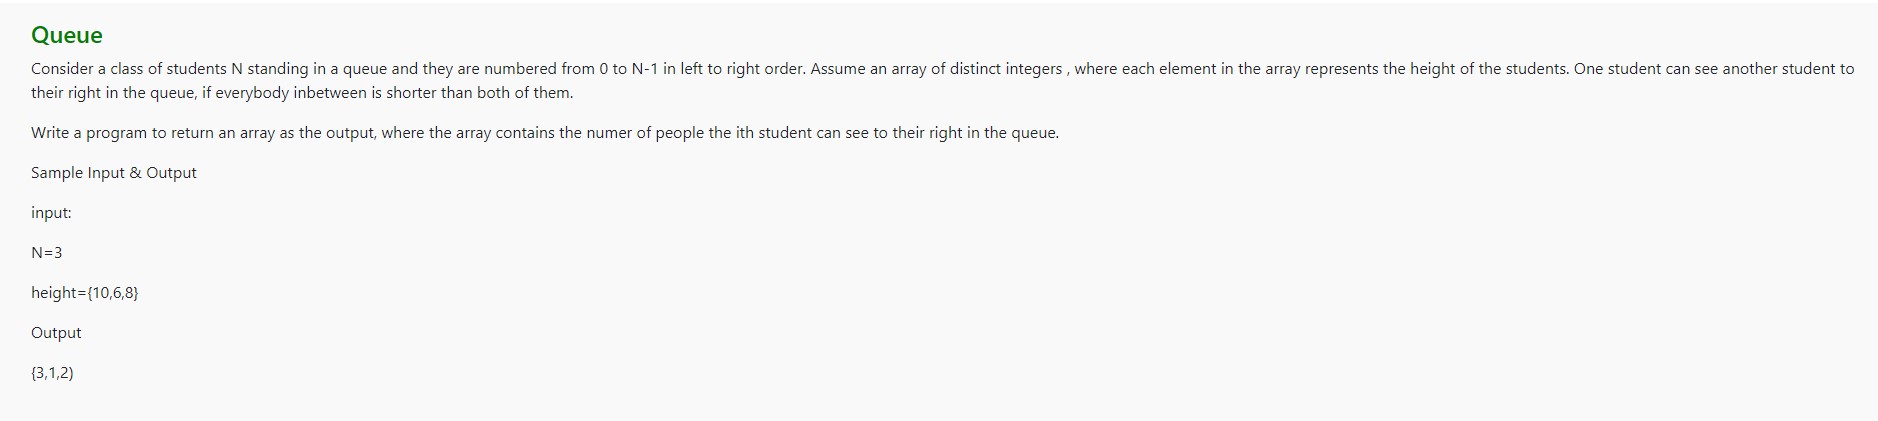 Queue
Consider a class of students N standing in a queue and they are numbered from 0 to N-1 in left to right order. Assume an array of distinct integers , where each element in the array represents the height of the students. One student can see another student to
their right in the queue, if everybody inbetween is shorter than both of them.
Write a program to return an array as the output, where the array contains the numer of people the ith student can see to their right in the queue.
Sample Input & Output
input:
N=3
height={10,6,8}
Output
{3,1,2)